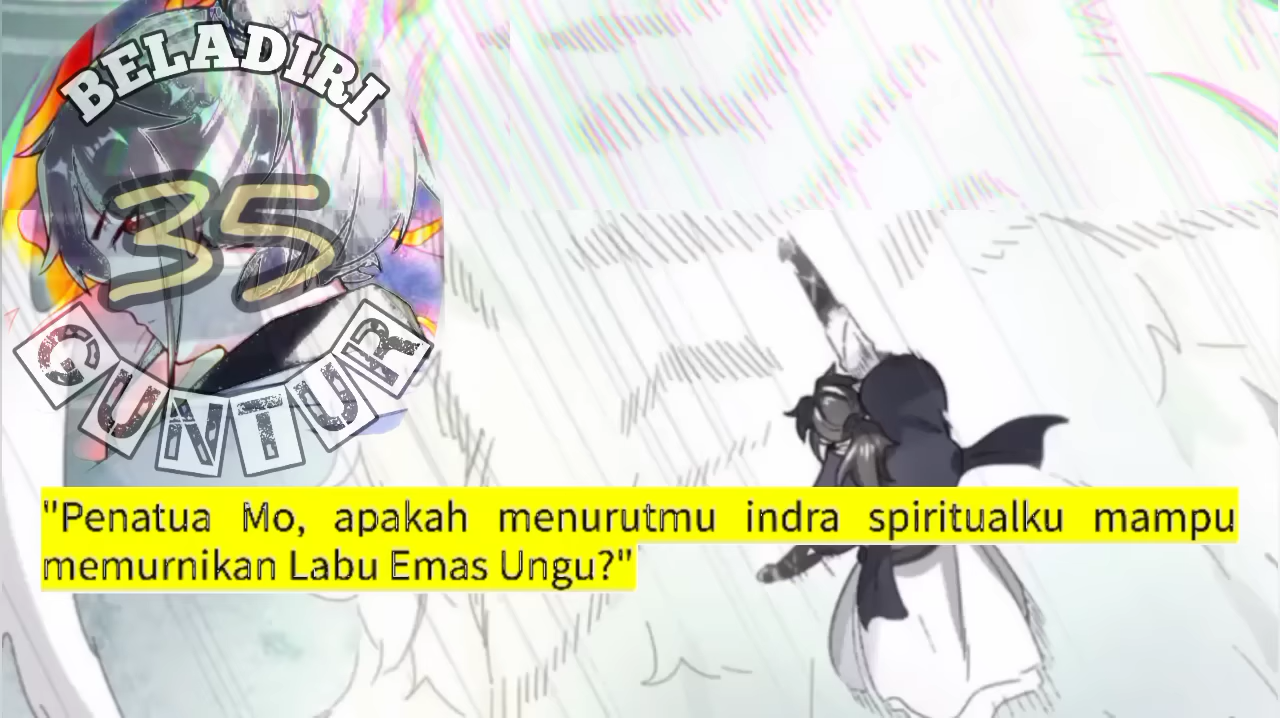 BELADIRI
35
GUNTUR
"Penatua Mo, apakah menurutmu indra spiritualku mampu
memurnikan Labu Emas Ungu?"